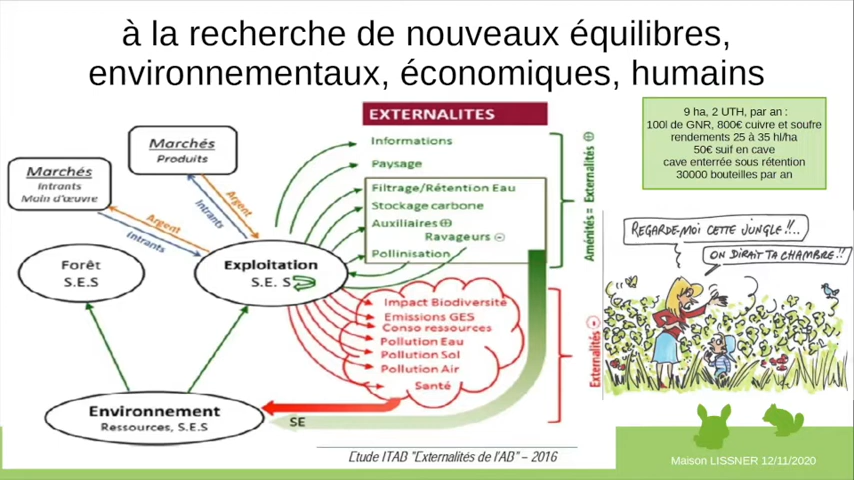 à la recherche de nouveaux équilibres,
environnementaux, économiques, humains
EXTERNALITES
Informations
Paysage
Filtrage/Rétention Eau
Stockage carbone
Auxiliaires ⊕
Ravageurs ⊖
Pollinisation
Impact Biodiversité
Emissions GES
Conso ressources
Pollution Eau
Pollution Sol
Pollution Air
Santé
Marchés
Produits
Marchés
Intrants
Main d'œuvre
Argent
Intrants
Argent
Intrants
Forêt
S.E.S
Exploitation
S.E. S
Environnement
Ressources, S.E.S
SE
Aménités= Externalités ⊕
Externalités ⊖
Etude ITAB "Externalités de l'AB" – 2016
9 ha, 2 UTH, par an :
100l de GNR, 800€ cuivre et soufre
rendements 25 à 35 hl/ha
50€ suif en cave
cave enterrée sous rétention
30000 bouteilles par an
REGARDE-MOI CETTE JUNGLE !!..
ON DIRAIT TA CHAMBRE !!
Maison LISSNER 12/11/2020